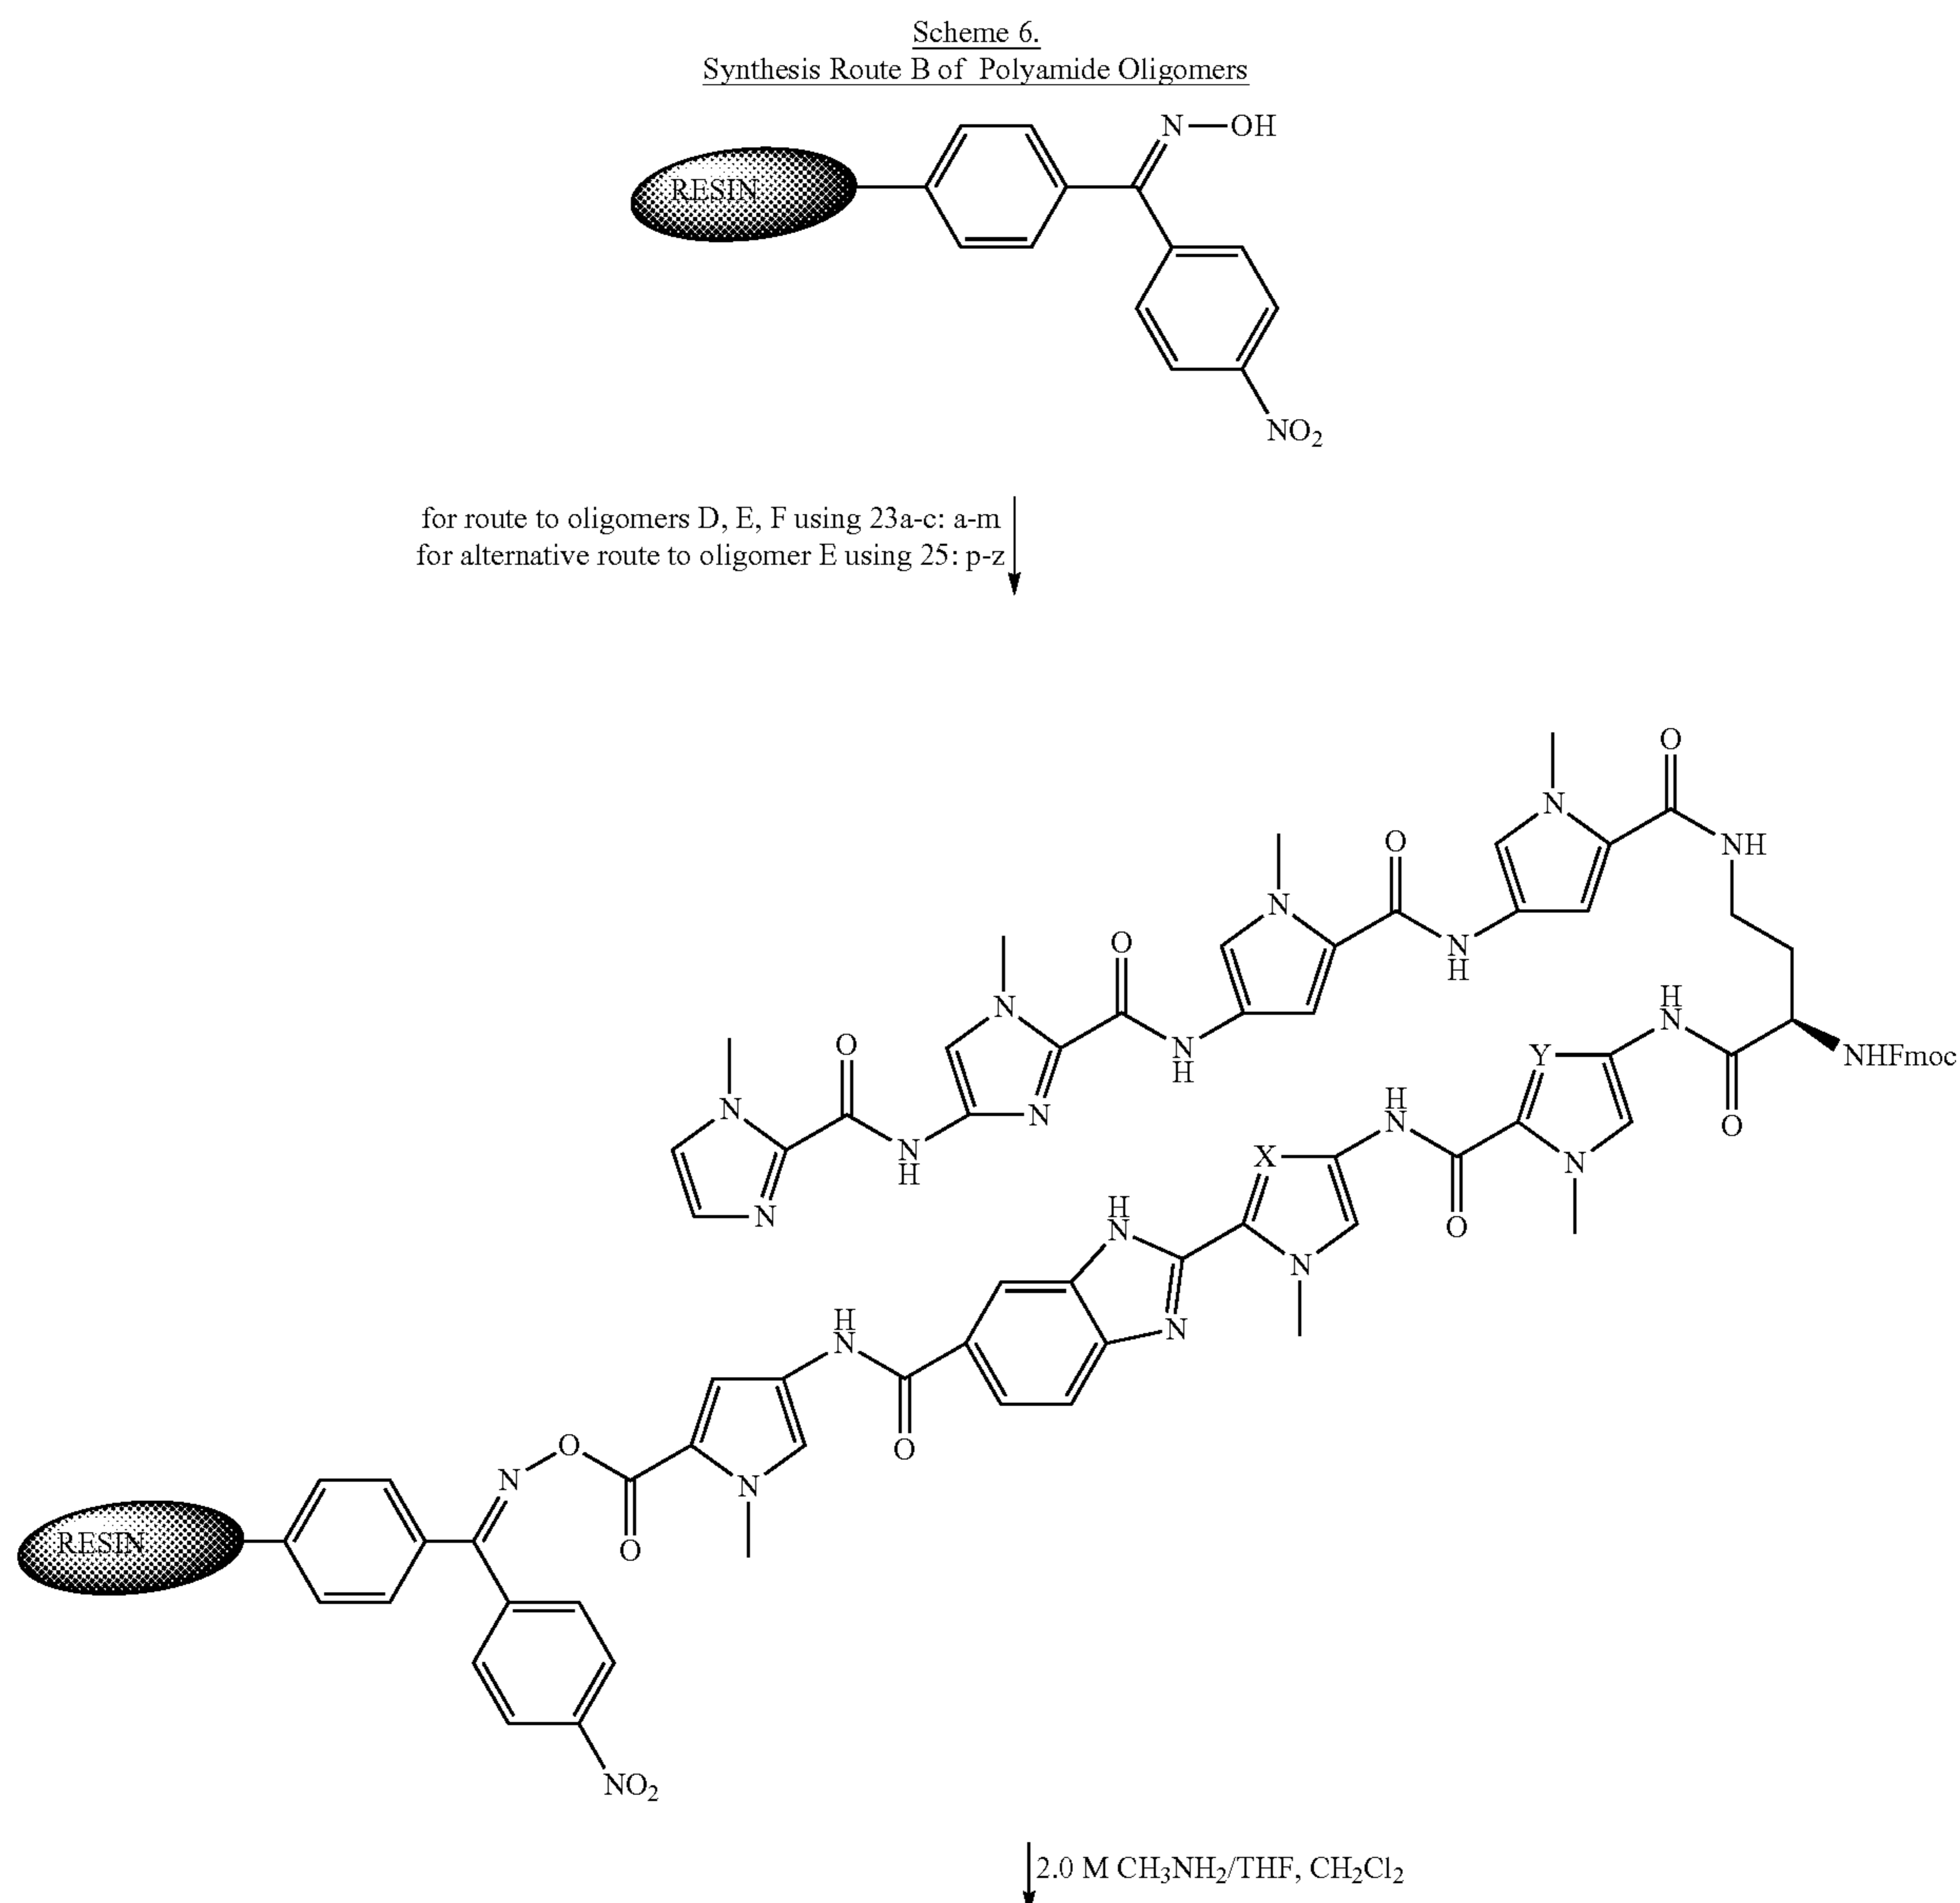 Scheme 6.
Synthesis Route B of Polyamide Oligomers
N
OH
RESIN
NO2
for route to oligomers D, E, F using 23a-c: a-m
for alternative route to oligomer E using 25: p-z
O
N
O
NH
N
O
N
H
H
N
N
O
N
H
Y
NHFmoc
N
O
N
H
N
H
N
O
X
N
O
N
H
N
H
N
N
O
H
N
N
O
N
O
N
RESIN
O
NO2
2.0 M CH3NH2/THF, CH2Cl2